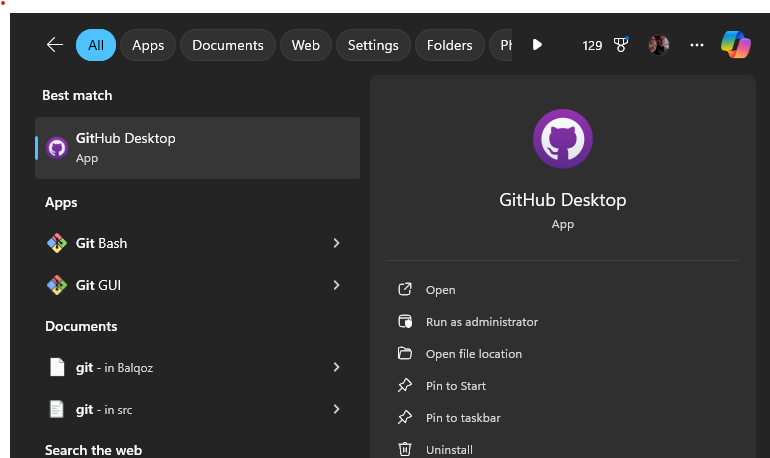 All Apps Documents Web Settings Folders Ph 129
Best match
GitHub Desktop
App
Apps
Git Bash
Git GUI
Documents
git - in Balqoz
git - in src
Search the web
GitHub Desktop
App
Open
Run as administrator
Open file location
Pin to Start
Pin to taskbar
Uninstall